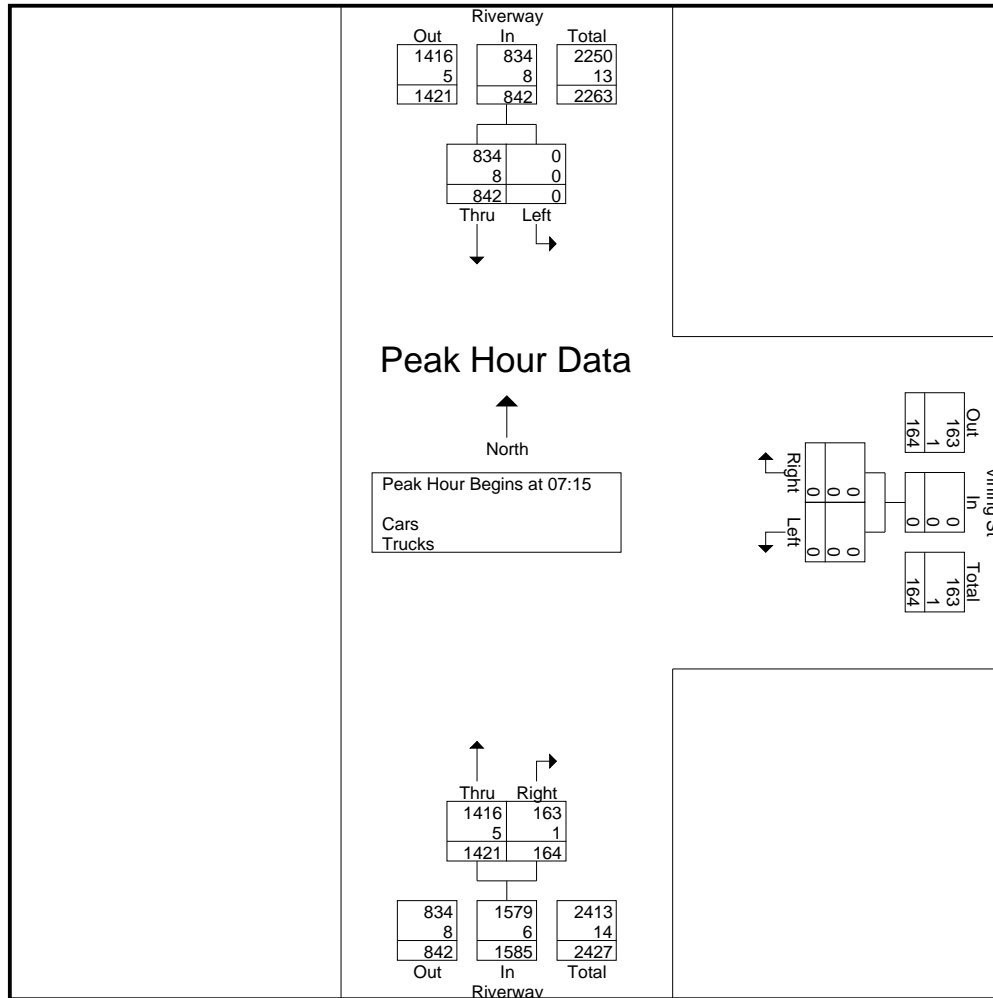 Riverway
Out In Total
1416 834 2250
5 8 13
1421 842 2263
834 0
8 0
842 0
Thru Left
Peak Hour Data
North
Peak Hour Begins at 07:15
Cars
Trucks
Right Left
0 0
0 0
0 0
Out In Total
163 0 163
1 0 1
164 0 164
Thru Right
1416 163
5 1
1421 164
834 1579 2413
8 6 14
842 1585 2427
Out In Total
Riverway